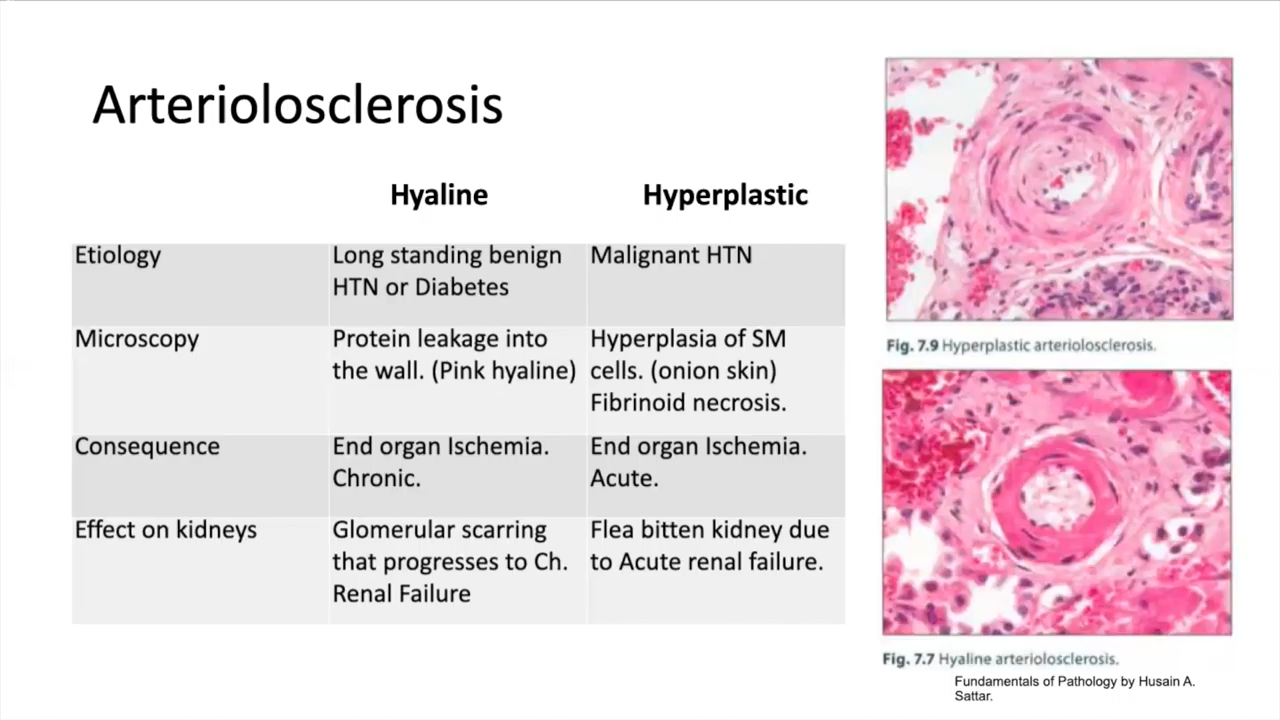 Arteriolosclerosis
Hyaline
Hyperplastic
Etiology
Long standing benign
HTN or Diabetes
Malignant HTN
Microscopy
Protein leakage into
the wall. (Pink hyaline)
Hyperplasia of SM
cells. (onion skin)
Fibrinoid necrosis.
Consequence
End organ Ischemia.
Chronic.
End organ Ischemia.
Acute.
Effect on kidneys
Glomerular scarring
that progresses to Ch.
Renal Failure
Flea bitten kidney due
to Acute renal failure.
Fig. 7.9 Hyperplastic arteriolosclerosis.
Fig. 7.7 Hyaline arteriolosclerosis.
Fundamentals of Pathology by Husain A.
Sattar.